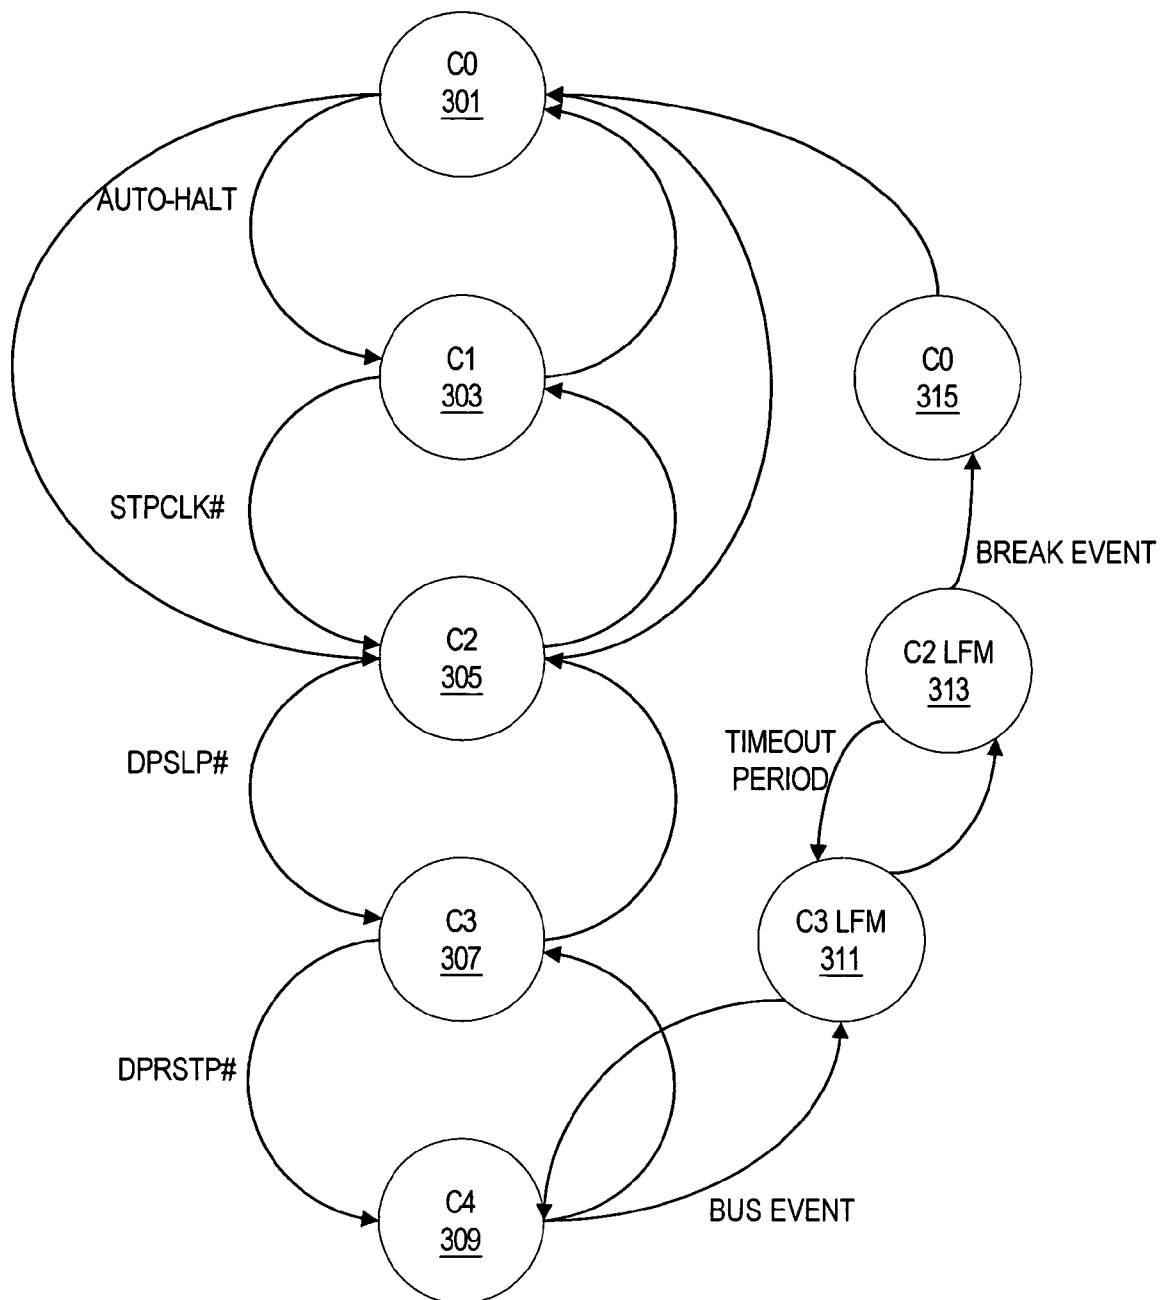 C0
301
AUTO-HALT
C1
303
C0
315
STPCLK#
BREAK EVENT
C2
305
C2 LFM
313
DPSLP#
TIMEOUT
PERIOD
C3
307
C3 LFM
311
DPRSTP#
C4
309
BUS EVENT